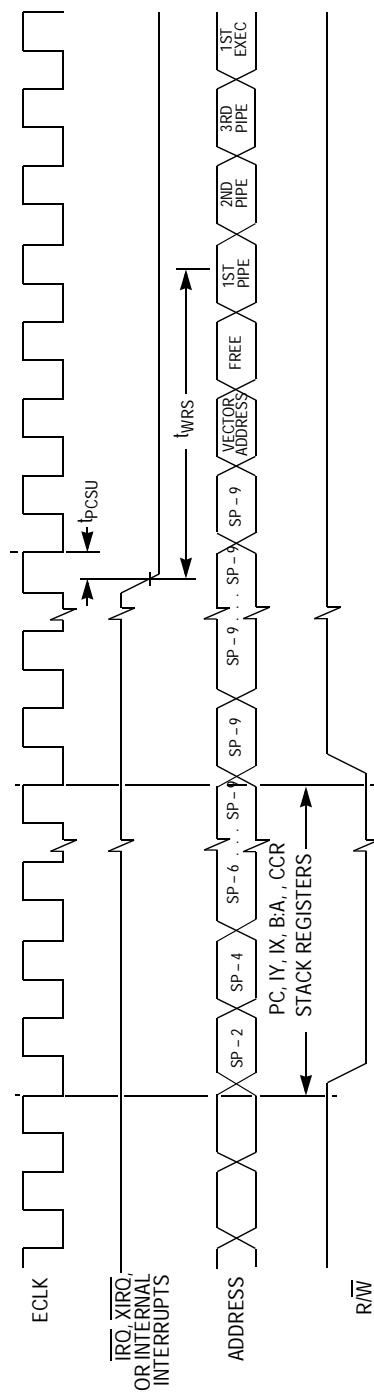 ECLK
tPCSU
IRQ, XIRQ,
OR INTERNAL
INTERRUPTS
tWRS
ADDRESS
SP – 2
SP – 4
SP – 6 . . . SP – 9
SP – 9
SP – 9 . . . SP – 9
SP – 9
VECTOR
ADDRESS
FREE
1ST
PIPE
2ND
PIPE
3RD
PIPE
1ST
EXEC
PC, IY, IX, B:A, , CCR
STACK REGISTERS
R/W